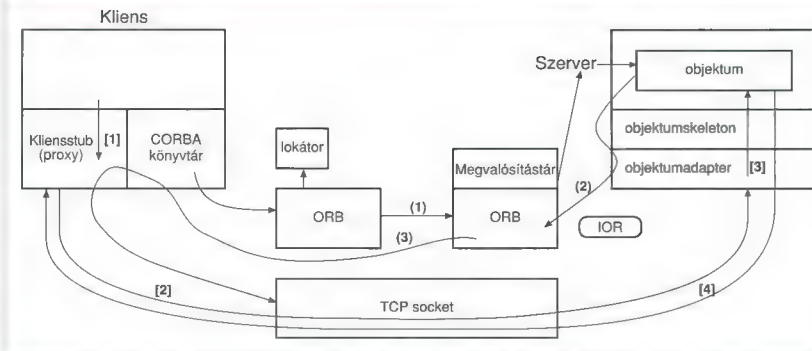 Kliens
Szerver
objektum
Kliensstub
(proxy)
[1]
CORBA
könyvtár
lokátor
Megvalósítástár
objektumskeleton
objektumadapter
[3]
(2)
ORB
(1)
ORB
(3)
IOR
[2]
TCP socket
[4]